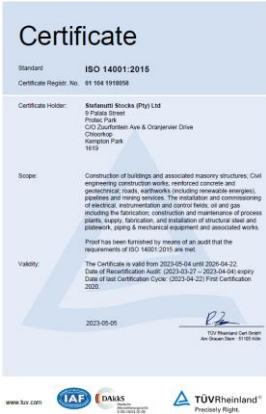 Certificate
Standard ISO 14001:2015
Certificate Registr. No. 01 104 1918058
Certificate Holder: Stefanutti Stocks (Pty) Ltd
9 Palala Street
Protec Park
C/O Zuurfontein Ave & Oranjerivier Drive
Chloorkop
Kempton Park
1619
Scope: Construction of buildings and associated masonry structures; Civil
engineering construction works, reinforced concrete and
geotechnical; roads, earthworks (including renewable energies),
pipelines and mining services. The installation and commissioning
of electrical, instrumentation and control fields; oil and gas
including the fabrication; construction and maintenance of process
plants, supply, fabrication, and installation of structural steel and
platework, piping & mechanical equipment and associated works.
Proof has been furnished by means of an audit that the
requirements of ISO 14001:2015 are met.
Validity: The Certificate is valid from 2023-05-04 until 2026-04-22.
Date of Recertification Audit: (2023-03-27 – 2023-04-04) expiry
Date of last Certification Cycle: (2023-04-22) First Certification
2020.
2023-05-05
TÜV Rheinland Cert GmbH
Am Grauen Stein · 51105 Köln
www.tuv.com
IAF
DAkkS
Deutsche
Akkreditierungsstelle
TÜVRheinland®
Precisely Right.